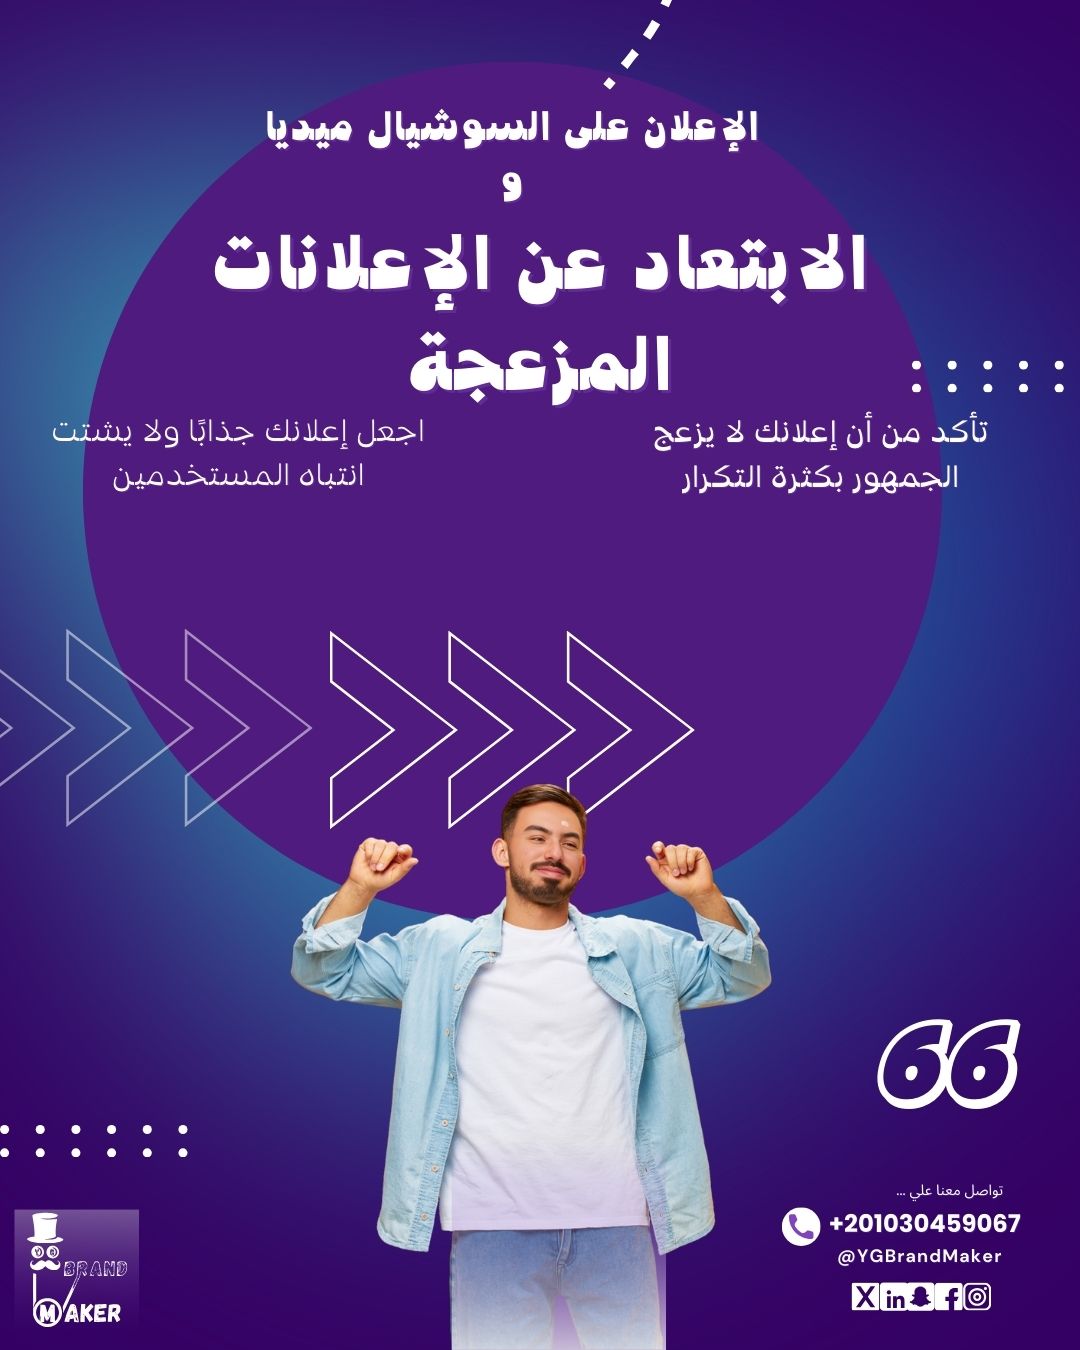 الإعلان على السوشيال ميديا
و
الابتعاد عن الإعلانات
المزعجة
تأكد من أن إعلانك لا يزعج
الجمهور بكثرة التكرار
اجعل إعلانك جذابًا ولا يشتت
انتباه المستخدمين
66
تواصل معنا علي ...
+201030459067
@YGBrandMaker
BRAND
MAKER